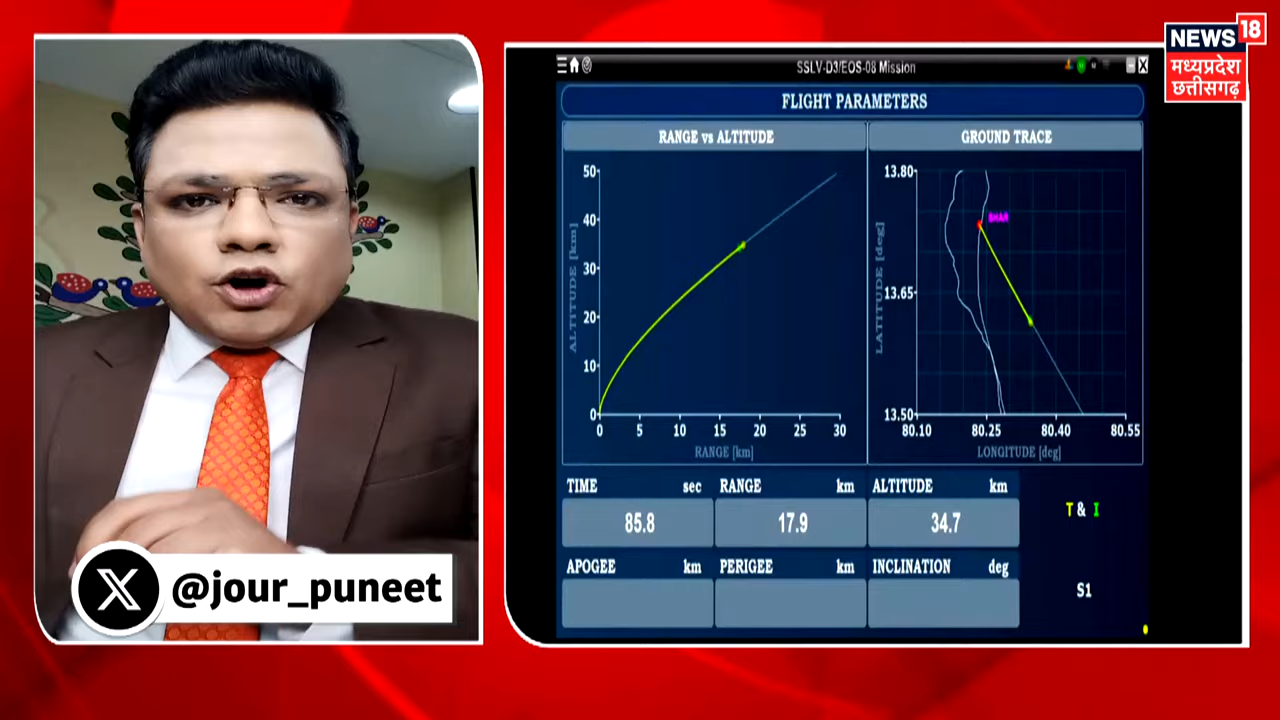 NEWS 18
मध्यप्रदेश
छत्तीसगढ़
@jour_puneet
SSLV-D3/EOS-08 Mission
FLIGHT PARAMETERS
RANGE vs ALTITUDE
GROUND TRACE
50
40
30
20
10
0
ALTITUDE [km]
0 5 10 15 20 25 30
RANGE [km]
13.80
13.65
13.50
LATITUDE [deg]
SHAR
80.10 80.25 80.40 80.55
LONGITUDE [deg]
TIME sec RANGE km ALTITUDE km
85.8 17.9 34.7
T & I
APOGEE km PERIGEE km INCLINATION deg
S1